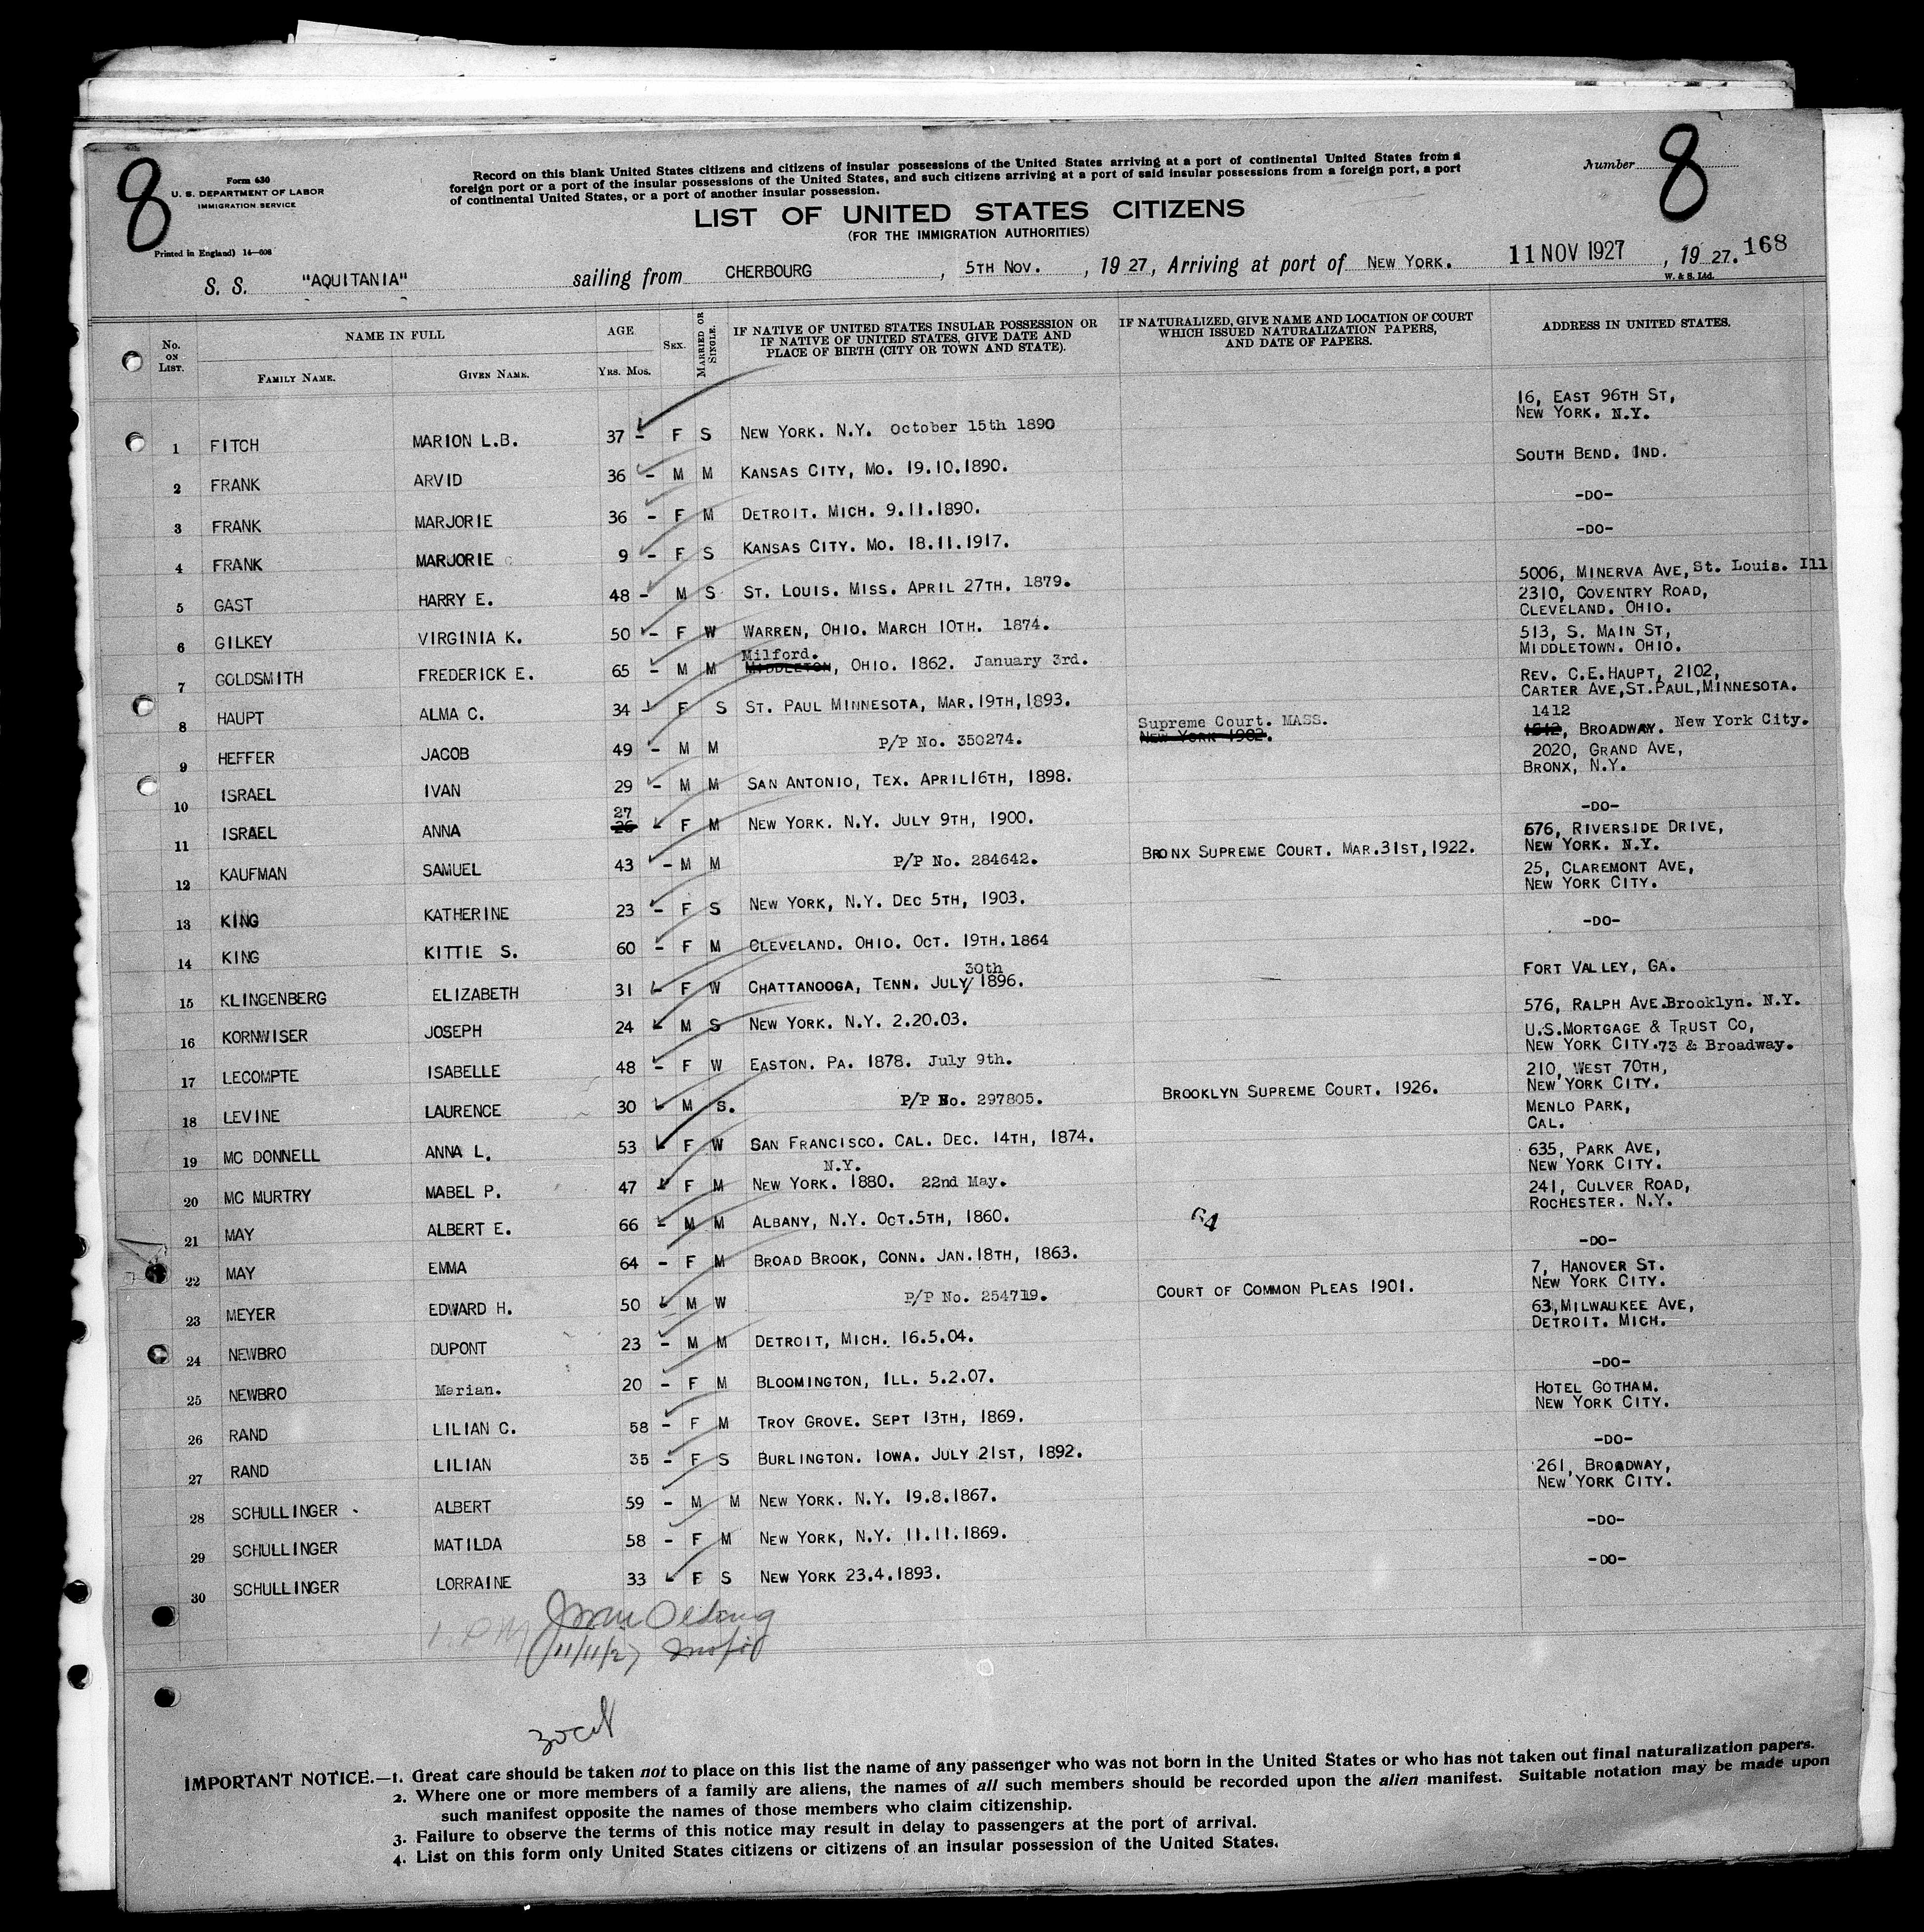 8
Form 630
U. S. DEPARTMENT OF LABOR
IMMIGRATION SERVICE
Printed in England) 14—608
Record on this blank United States citizens and citizens of insular possessions of the United States arriving at a port of continental United States from a
foreign port or a port of the insular possessions of the United States, and such citizens arriving at a port of said insular possessions from a foreign port, a port
of continental United States, or a port of another insular possession.
Number 8
LIST OF UNITED STATES CITIZENS
(FOR THE IMMIGRATION AUTHORITIES)
S. S. "AQUITANIA" sailing from CHERBOURG, 5TH NOV., 1927, Arriving at port of NEW YORK. 11 NOV 1927, 1927. 168
W. & S. Ltd.
No. ON LIST. NAME IN FULL AGE SEX. MARRIED OR SINGLE. IF NATIVE OF UNITED STATES INSULAR POSSESSION OR IF NATIVE OF UNITED STATES, GIVE DATE AND PLACE OF BIRTH (CITY OR TOWN AND STATE). IF NATURALIZED, GIVE NAME AND LOCATION OF COURT WHICH ISSUED NATURALIZATION PAPERS, AND DATE OF PAPERS. ADDRESS IN UNITED STATES.
FAMILY NAME. GIVEN NAME. YRS. MOS.
1 FITCH MARION L.B. 37 - F S NEW YORK. N.Y. October 15th 1890 16, EAST 96TH ST, NEW YORK. N.Y.
2 FRANK ARVID 36 - M M KANSAS CITY, MO. 19.10.1890. SOUTH BEND. IND.
3 FRANK MARJORIE 36 - F M DETROIT. MICH. 9.11.1890. -DO-
4 FRANK MARJORIE 9 - F S KANSAS CITY. MO. 18.11.1917. -DO-
5 GAST HARRY E. 48 - M S ST. LOUIS. MISS. APRIL 27TH. 1879. 5006, MINERVA AVE, St. Louis. Ill
6 GILKEY VIRGINIA K. 50 - F W WARREN, OHIO. MARCH 10TH. 1874. 2310, COVENTRY ROAD, CLEVELAND. OHIO.
7 GOLDSMITH FREDERICK E. 65 - M M Milford. MIDDLETON, OHIO. 1862. January 3rd. 513, S. MAIN ST, MIDDLETOWN. OHIO.
8 HAUPT ALMA C. 34 - F S ST. PAUL MINNESOTA, MAR.19TH,1893. REV. C.E.HAUPT, 2102, CARTER AVE,ST.PAUL,MINNESOTA.
9 HEFFER JACOB 49 - M M P/P No. 350274. Supreme Court. MASS. NEW YORK 1902. 1412 BROADWAY. New York City.
10 ISRAEL IVAN 29 - M M SAN ANTONIO, TEX. APRIL16TH, 1898. 2020, GRAND AVE, BRONX, N.Y.
11 ISRAEL ANNA 27 26 - F M NEW YORK. N.Y. JULY 9TH, 1900. -DO-
12 KAUFMAN SAMUEL 43 - M M P/P No. 284642. BRONX SUPREME COURT. MAR.31ST,1922. 676, RIVERSIDE DRIVE, NEW YORK. N.Y.
13 KING KATHERINE 23 - F S NEW YORK, N.Y. DEC 5TH, 1903. 25, CLAREMONT AVE, NEW YORK CITY.
14 KING KITTIE S. 60 - F M CLEVELAND. OHIO. OCT. 19TH.1864 -DO-
15 KLINGENBERG ELIZABETH 31 - F W CHATTANOOGA, TENN. JULY/ 30th 1896. FORT VALLEY, GA.
16 KORNWISER JOSEPH 24 - M S NEW YORK. N.Y. 2.20.03. 576, RALPH AVE.Brooklyn. N.Y.
17 LECOMPTE ISABELLE 48 - F W EASTON. PA. 1878. July 9th. U.S.MORTGAGE & TRUST CO, NEW YORK CITY.73 & Broadway.
18 LEVINE LAURENCE 30 - M S. P/P No. 297805. BROOKLYN SUPREME COURT. 1926. 210, WEST 70TH, NEW YORK CITY.
19 MC DONNELL ANNA L. 53 - F W SAN FRANCISCO. CAL. DEC. 14TH, 1874. MENLO PARK, CAL.
20 MC MURTRY MABEL P. 47 - F M N.Y. NEW YORK. 1880. 22nd May. 635, PARK AVE, NEW YORK CITY.
21 MAY ALBERT E. 66 - M M ALBANY, N.Y. OCT.5TH, 1860. 64 241, CULVER ROAD, ROCHESTER. N.Y.
22 MAY EMMA 64 - F M BROAD BROOK, CONN. JAN.18TH, 1863. -DO-
23 MEYER EDWARD H. 50 - M W P/P No. 254719. COURT OF COMMON PLEAS 1901. 7, HANOVER ST. NEW YORK CITY.
24 NEWBRO DUPONT 23 - M M DETROIT, MICH. 16.5.04. 63,MILWAUKEE AVE, DETROIT. MICH.
25 NEWBRO Marian. 20 - F M BLOOMINGTON, ILL. 5.2.07. -DO-
26 RAND LILIAN C. 58 - F M TROY GROVE. SEPT 13TH, 1869. HOTEL GOTHAM. NEW YORK CITY.
27 RAND LILIAN 35 - F S BURLINGTON. IOWA. JULY 21ST, 1892. -DO-
28 SCHULLINGER ALBERT 59 - M M NEW YORK. N.Y. 19.8.1867. 261, BROADWAY, NEW YORK CITY.
29 SCHULLINGER MATILDA 58 - F M NEW YORK, N.Y. 11.11.1869. -DO-
30 SCHULLINGER LORRAINE 33 - F S NEW YORK 23.4.1893. -DO-
11/11/27
IMPORTANT NOTICE.—1. Great care should be taken not to place on this list the name of any passenger who was not born in the United States or who has not taken out final naturalization papers.
2. Where one or more members of a family are aliens, the names of all such members should be recorded upon the alien manifest. Suitable notation may be made upon
such manifest opposite the names of those members who claim citizenship.
3. Failure to observe the terms of this notice may result in delay to passengers at the port of arrival.
4. List on this form only United States citizens or citizens of an insular possession of the United States.